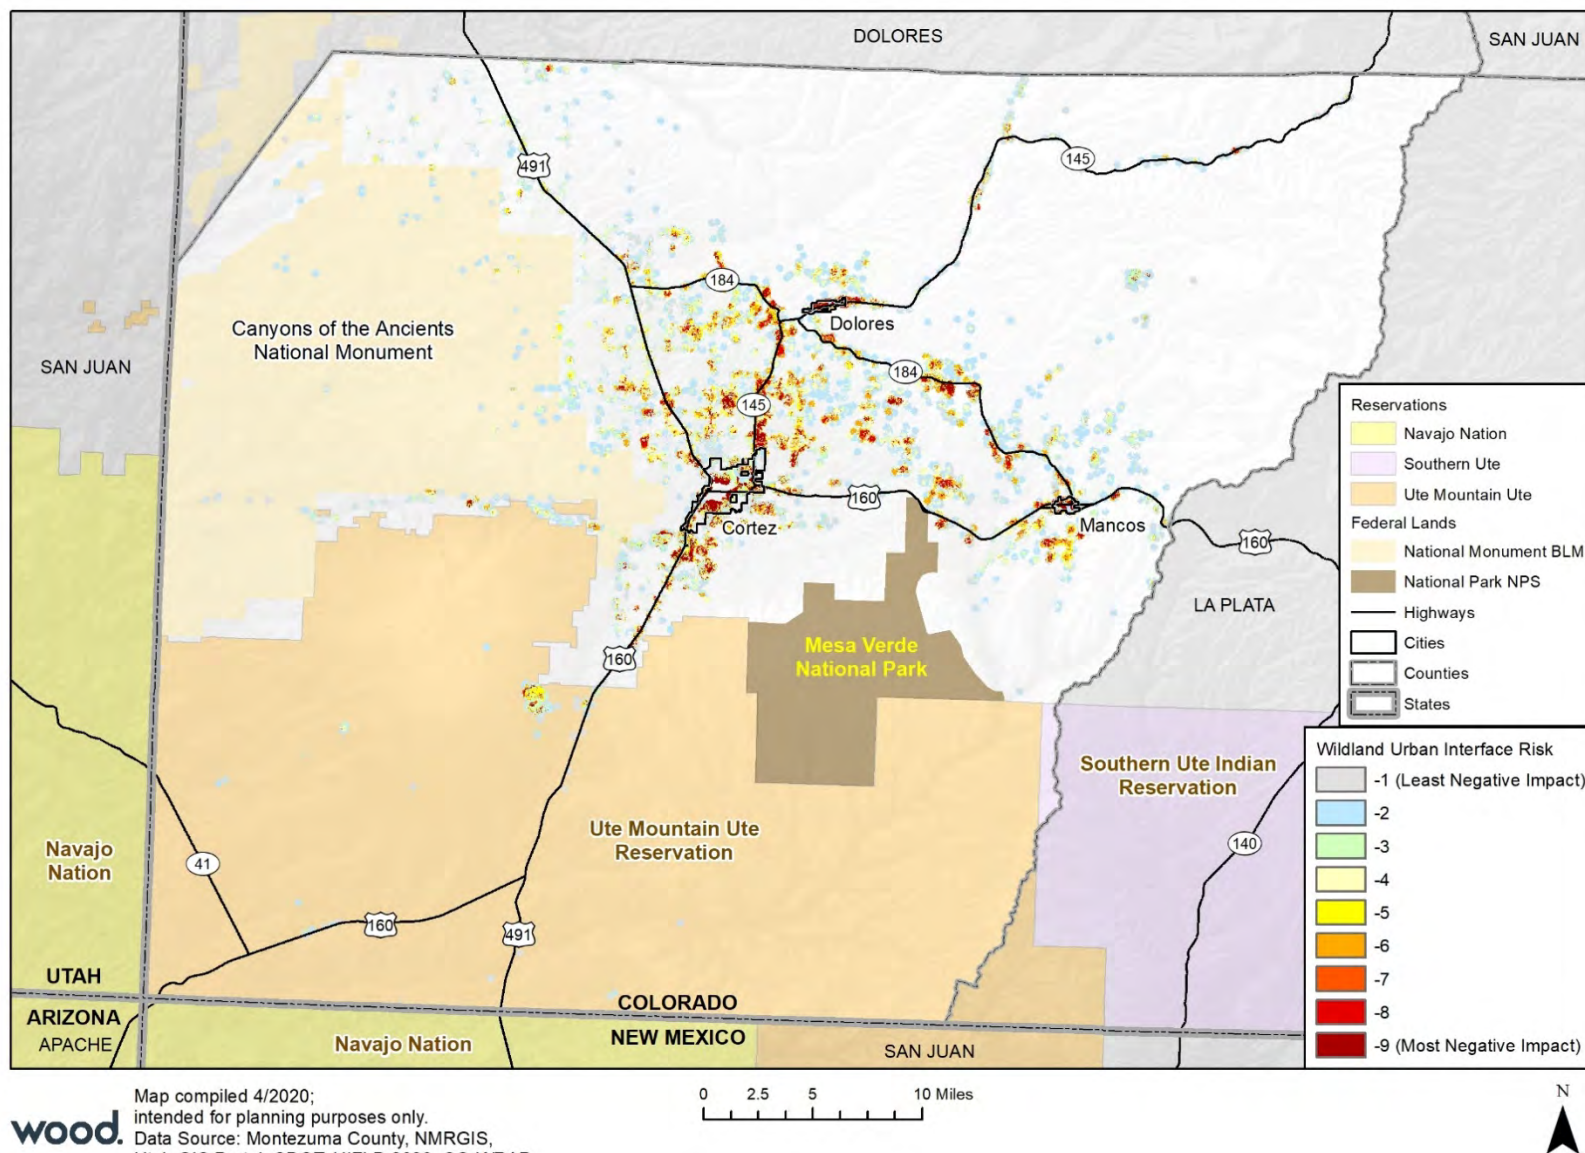 DOLORES
SAN JUAN
491
145
184
Dolores
Canyons of the Ancients
National Monument
SAN JUAN
184
145
160
Cortez
Mancos
160
LA PLATA
Mesa Verde
National Park
160
Southern Ute Indian
Reservation
Ute Mountain Ute
Reservation
Navajo
Nation
41
140
160
491
UTAH
COLORADO
ARIZONA
NEW MEXICO
APACHE
Navajo Nation
SAN JUAN
Reservations
Navajo Nation
Southern Ute
Ute Mountain Ute
Federal Lands
National Monument BLM
National Park NPS
Highways
Cities
Counties
States
Wildland Urban Interface Risk
-1 (Least Negative Impact)
-2
-3
-4
-5
-6
-7
-8
-9 (Most Negative Impact)
wood.
Map compiled 4/2020;
intended for planning purposes only.
Data Source: Montezuma County, NMRGIS,
0 2.5 5 10 Miles
N